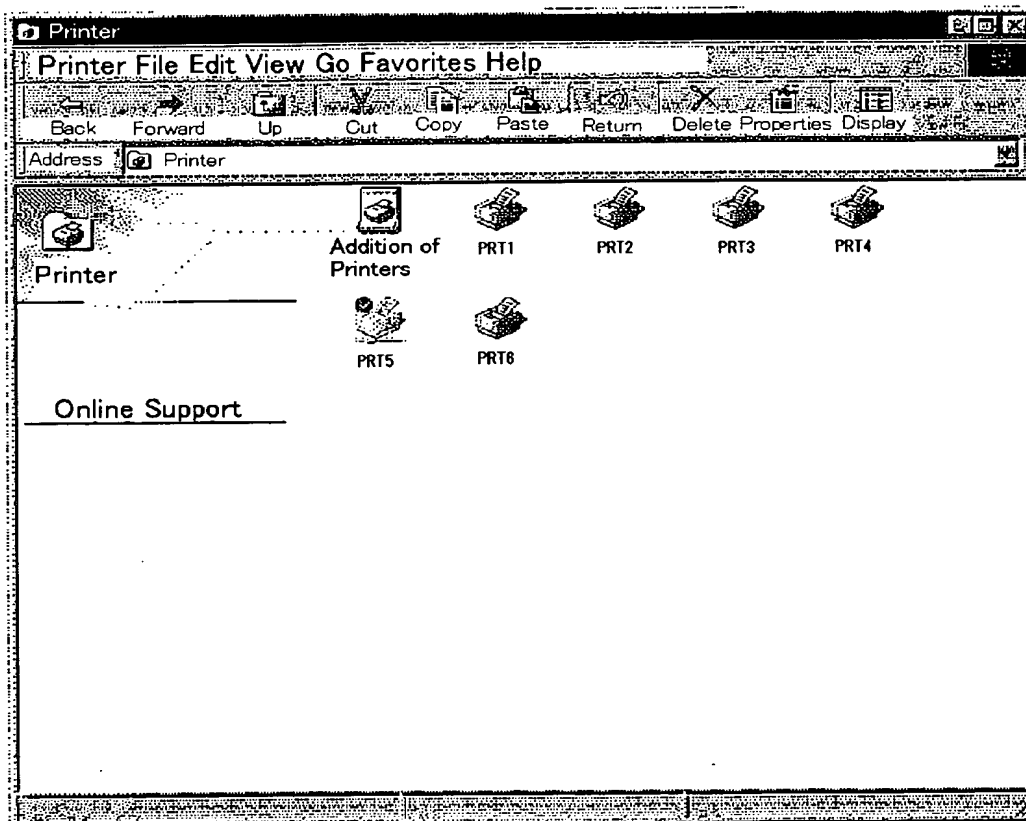 Printer
Printer File Edit View Go Favorites Help
Back Forward Up Cut Copy Paste Return Delete Properties Display
Address Printer
Printer
Addition of Printers
PRT1 PRT2 PRT3 PRT4
PRT5 PRT6
Online Support